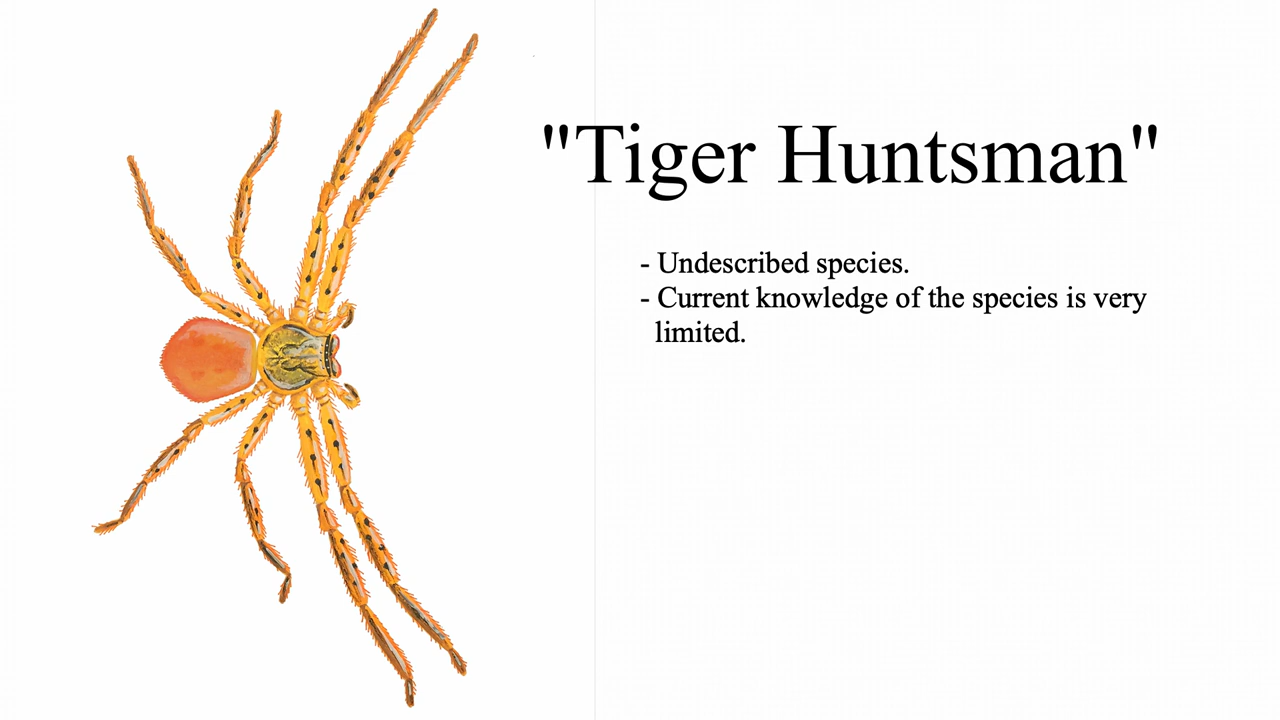 "Tiger Huntsman"
- Undescribed species.
- Current knowledge of the species is very
limited.